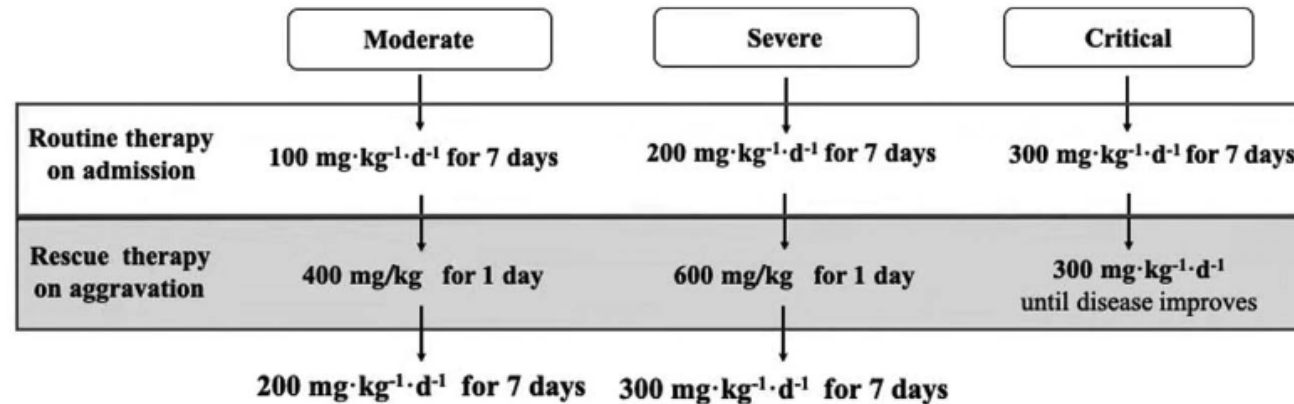 Moderate
Severe
Critical
Routine therapy
on admission
100 mg·kg⁻¹·d⁻¹ for 7 days
200 mg·kg⁻¹·d⁻¹ for 7 days
300 mg·kg⁻¹·d⁻¹ for 7 days
Rescue therapy
on aggravation
400 mg/kg for 1 day
600 mg/kg for 1 day
300 mg·kg⁻¹·d⁻¹
until disease improves
200 mg·kg⁻¹·d⁻¹ for 7 days
300 mg·kg⁻¹·d⁻¹ for 7 days